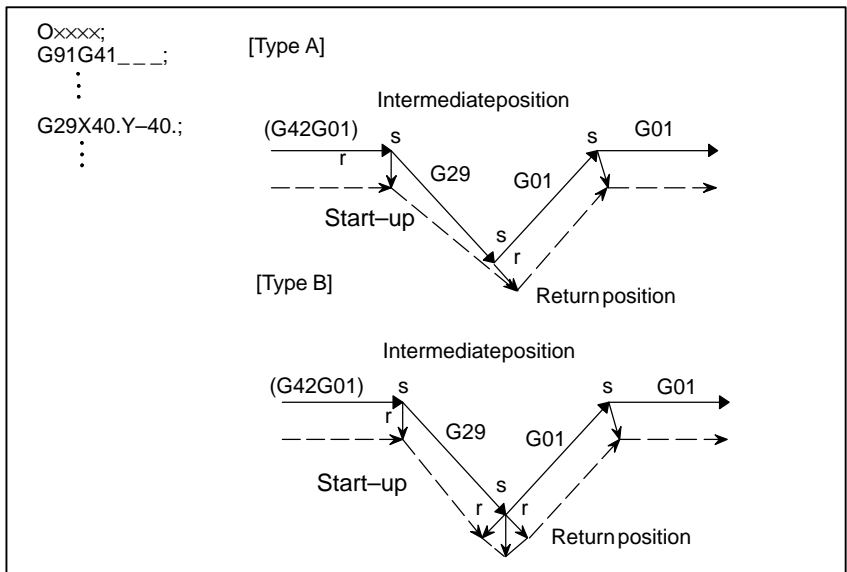 O××××;
G91G41_ _ _;
G29X40.Y–40.;
[Type A]
Intermediateposition
(G42G01)
s
s
G01
r
G29
G01
Start–up
s
r
Returnposition
[Type B]
Intermediateposition
(G42G01)
s
s
G01
r
G29
G01
Start–up
s
r
r
Returnposition